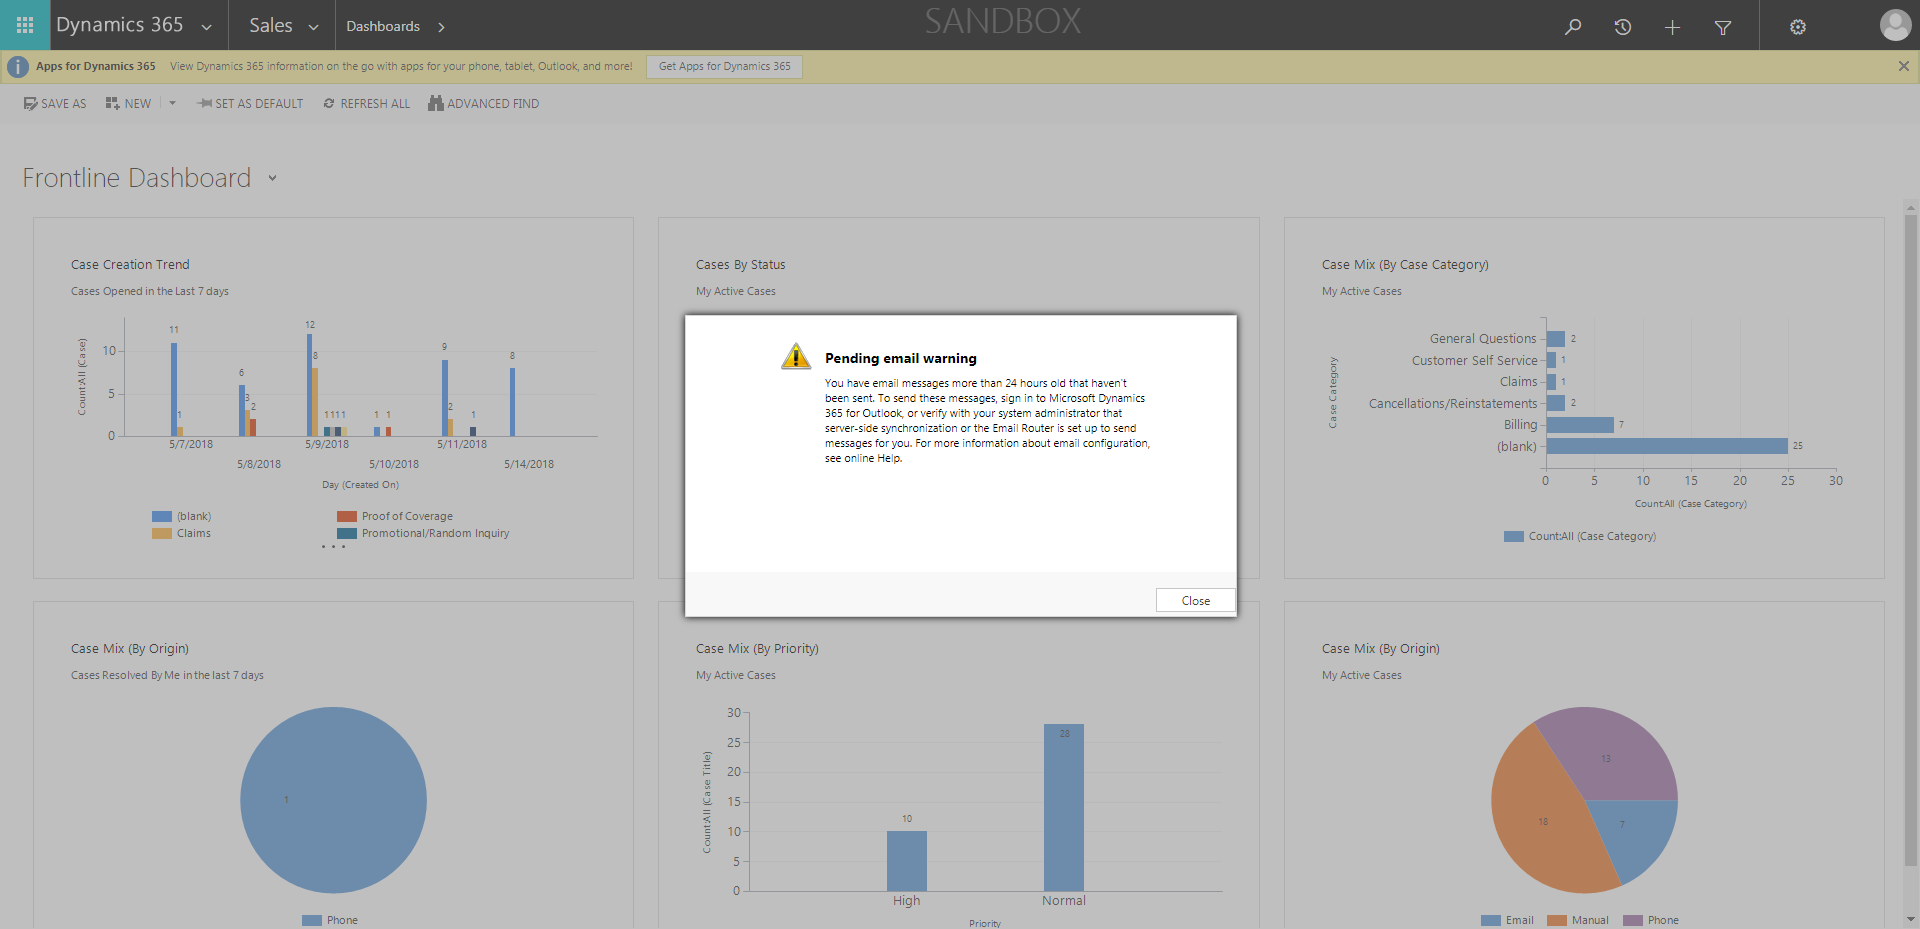 Dynamics 365
Sales
Dashboards
SANDBOX
Apps for Dynamics 365 View Dynamics 365 information on the go with apps for your phone, tablet, Outlook, and more! Get Apps for Dynamics 365
SAVE AS NEW SET AS DEFAULT REFRESH ALL ADVANCED FIND
Frontline Dashboard
Case Creation Trend
Cases Opened in the Last 7 days
Count:All (Case)
10
5
0
11
1
6
3
2
12
8
1 1 1 1
1 1
9
2
1
8
5/7/2018 5/9/2018 5/11/2018
5/8/2018 5/10/2018 5/14/2018
Day (Created On)
(blank) Proof of Coverage
Claims Promotional/Random Inquiry
Cases By Status
My Active Cases
Pending email warning
You have email messages more than 24 hours old that haven't
been sent. To send these messages, sign in to Microsoft Dynamics
365 for Outlook, or verify with your system administrator that
server-side synchronization or the Email Router is set up to send
messages for you. For more information about email configuration,
see online Help.
Close
Case Mix (By Case Category)
My Active Cases
Case Category
General Questions 2
Customer Self Service 1
Claims 1
Cancellations/Reinstatements 2
Billing 7
(blank) 25
0 5 10 15 20 25 30
Count:All (Case Category)
Count:All (Case Category)
Case Mix (By Origin)
Cases Resolved By Me in the last 7 days
1
Phone
Case Mix (By Priority)
My Active Cases
Count:All (Case Title)
30
25
20
15
10
5
0
10
28
High Normal
Priority
Case Mix (By Origin)
My Active Cases
13
18
7
Email Manual Phone